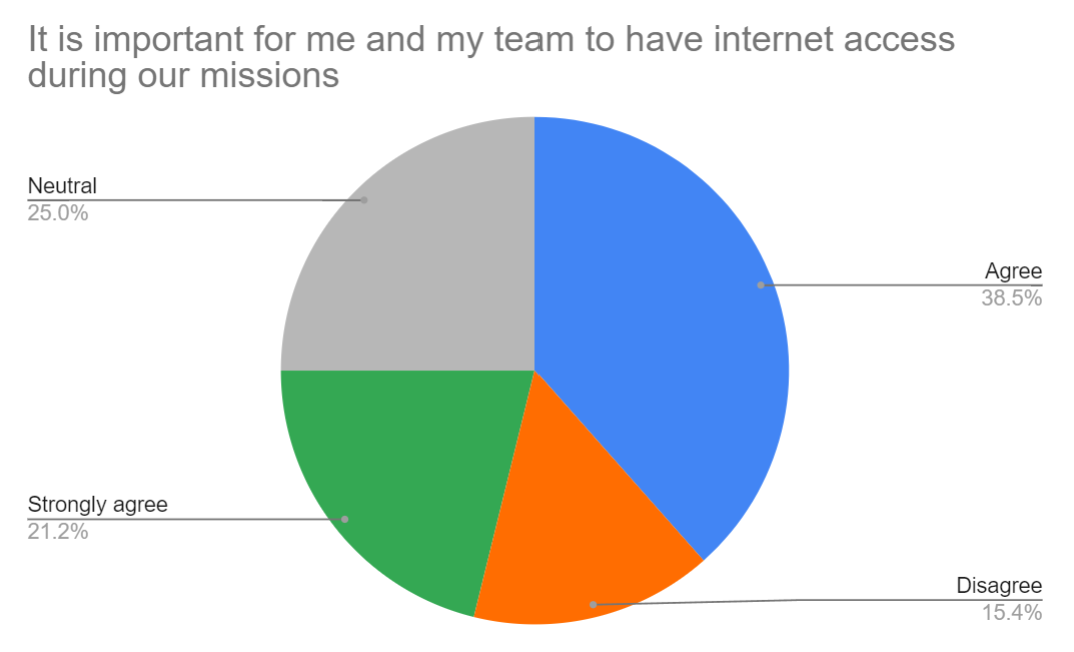 It is important for me and my team to have internet access
during our missions
Neutral
25.0%
Agree
38.5%
Strongly agree
21.2%
Disagree
15.4%